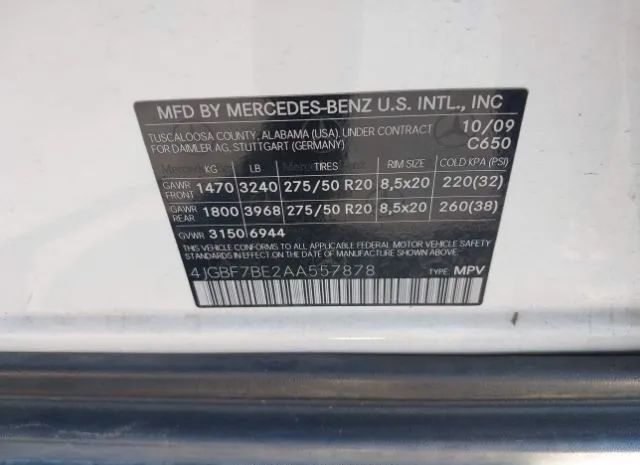 MFD BY MERCEDES-BENZ U.S. INTL., INC
TUSCALOOSA COUNTY, ALABAMA (USA). UNDER CONTRACT 10/09
FOR DAIMLER AG, STUTTGART (GERMANY) C650
KG LB TIRES RIM SIZE COLD KPA (PSI)
GAWR FRONT 1470 3240 275/50 R20 8,5x20 220(32)
GAWR REAR 1800 3968 275/50 R20 8,5x20 260(38)
GVWR 3150 6944
THIS VEHICLE CONFORMS TO ALL APPLICABLE FEDERAL MOTOR VEHICLE SAFETY
STANDARDS IN EFFECT ON THE DATE OF MANUFACTURE SHOWN ABOVE.
4JGBF7BE2AA557878 TYPE: MPV